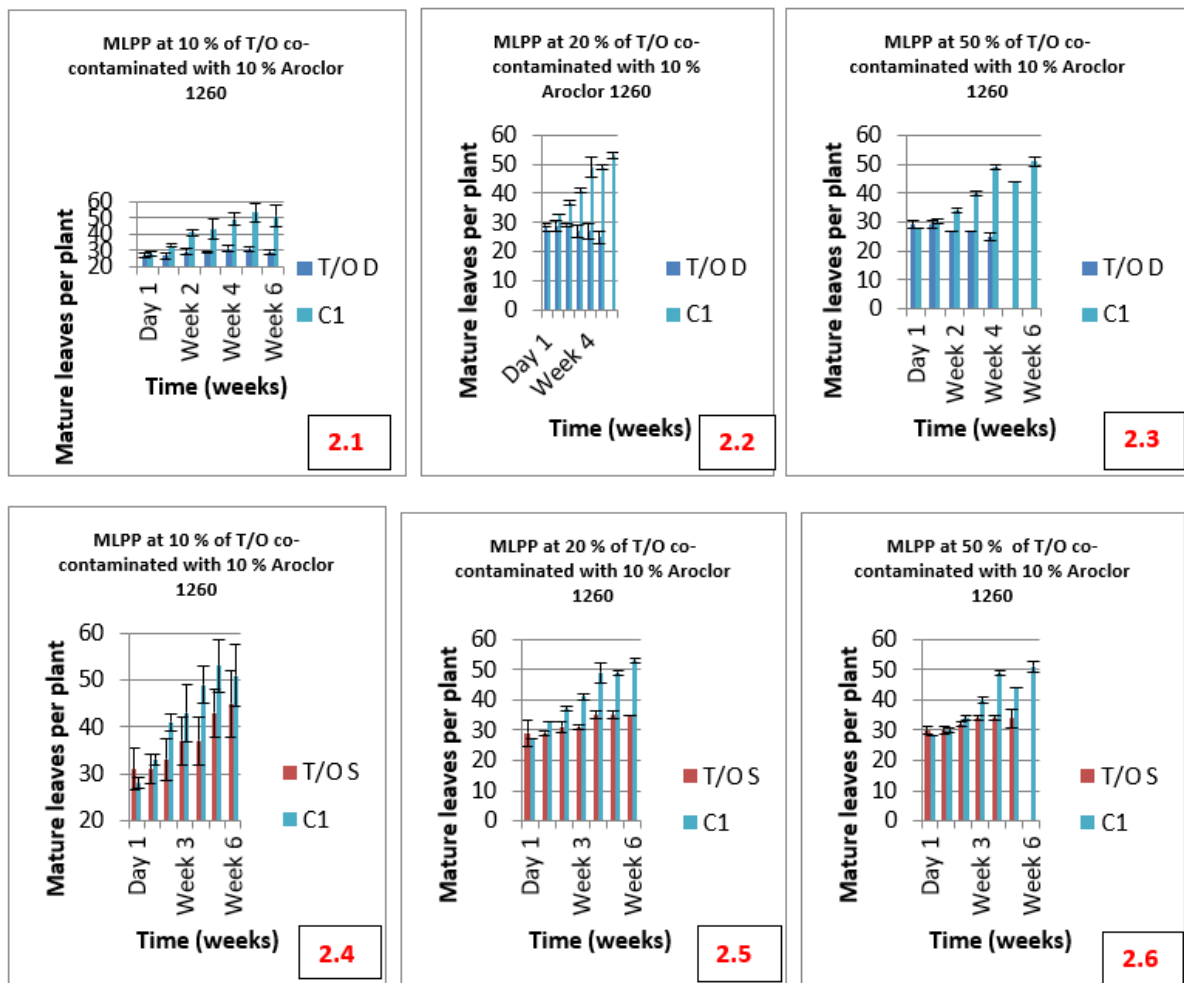 MLPP at 10 % of T/O co-
contaminated with 10 % Aroclor
1260
Mature leaves per plant
60
50
40
30
20
Day 1
Week 2
Week 4
Week 6
Time (weeks)
T/O D
C1
2.1
MLPP at 20 % of T/O co-
contaminated with 10 %
Aroclor 1260
Mature leaves per plant
60
50
40
30
20
10
0
Day 1
Week 4
Time (weeks)
T/O D
C1
2.2
MLPP at 50 % of T/O co-
contaminated with 10 % Aroclor
1260
Mature leaves per plant
60
50
40
30
20
10
0
Day 1
Week 2
Week 4
Week 6
Time (weeks)
T/O D
C1
2.3
MLPP at 10 % of T/O co-
contaminated with 10 % Aroclor
1260
Mature leaves per plant
60
50
40
30
20
Day 1
Week 3
Week 6
Time (weeks)
T/O S
C1
2.4
MLPP at 20 % of T/O co-
contaminated with 10 % Aroclor
1260
Mature leaves per plant
60
50
40
30
20
10
0
Day 1
Week 3
Week 6
Time (weeks)
T/O S
C1
2.5
MLPP at 50 % of T/O co-
contaminated with 10 % Aroclor
1260
Mature leaves per plant
60
50
40
30
20
10
0
Day 1
Week 3
Week 6
Time (weeks)
T/O S
C1
2.6